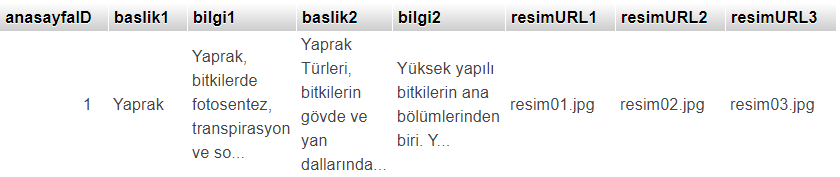 anasayfaID baslik1 bilgi1 baslik2 bilgi2 resimURL1 resimURL2 resimURL3
1
Yaprak
Yaprak,
bitkilerde
fotosentez,
transpirasyon
ve so...
Yaprak
Türleri,
bitkilerin
gövde ve
yan
dallarında...
Yüksek yapılı
bitkilerin ana
bölümlerinden
biri. Y...
resim01.jpg
resim02.jpg
resim03.jpg